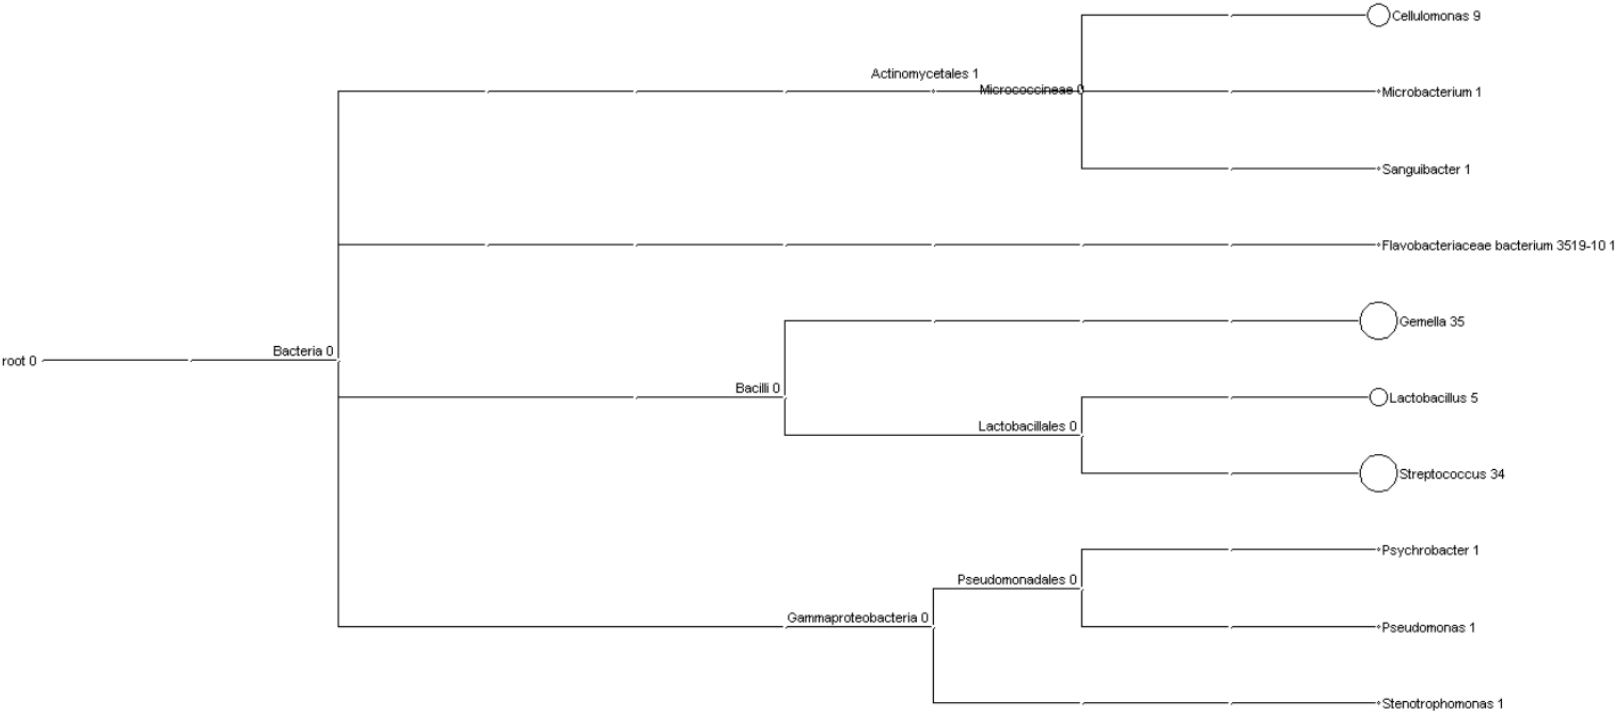 Cellulomonas 9
Actinomycetales 1
Micrococcineae 0
Microbacterium 1
Sanguibacter 1
Flavobacteriaceae bacterium 3519-10 1
Gemella 35
Bacteria 0
root 0
Bacilli 0
Lactobacillus 5
Lactobacillales 0
Streptococcus 34
Psychrobacter 1
Pseudomonadales 0
Gammaproteobacteria 0
Pseudomonas 1
Stenotrophomonas 1